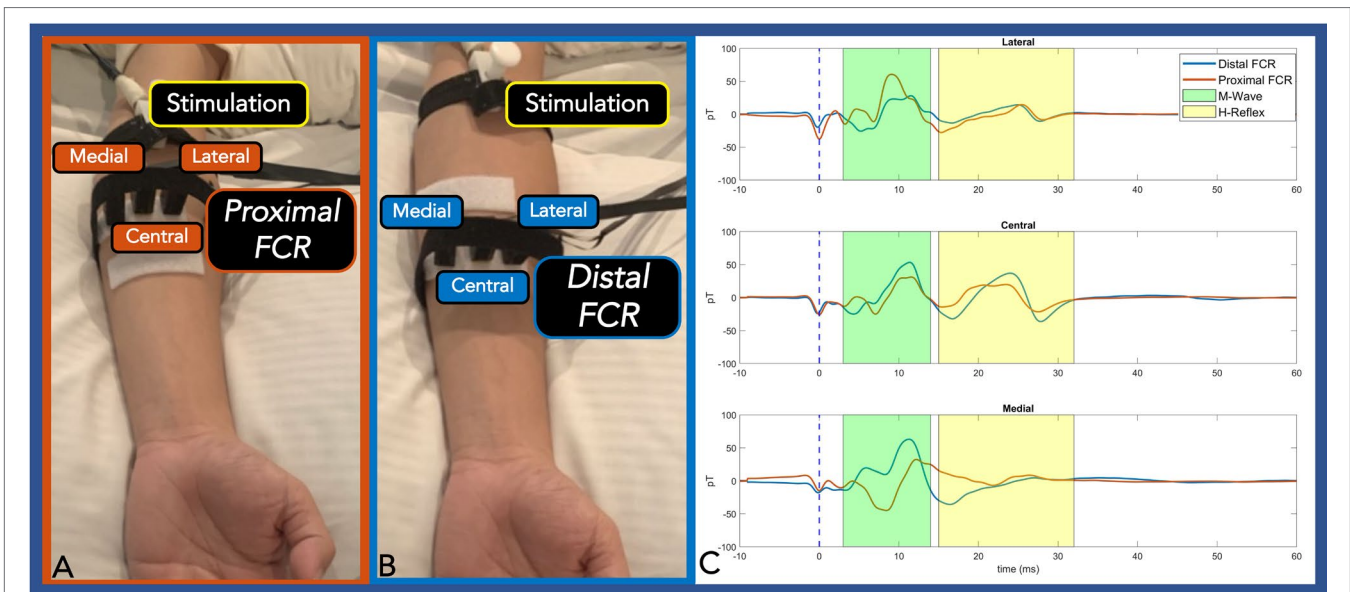 Stimulation
Medial
Lateral
Proximal
FCR
Central
A
Stimulation
Medial
Lateral
Central
Distal
FCR
B
Lateral
Distal FCR
Proximal FCR
M-Wave
H-Reflex
pT
100
50
0
-50
-100
-10 0 10 20 30 40 50 60
Central
pT
100
50
0
-50
-100
-10 0 10 20 30 40 50 60
Medial
pT
100
50
0
-50
-100
-10 0 10 20 30 40 50 60
time (ms)
C